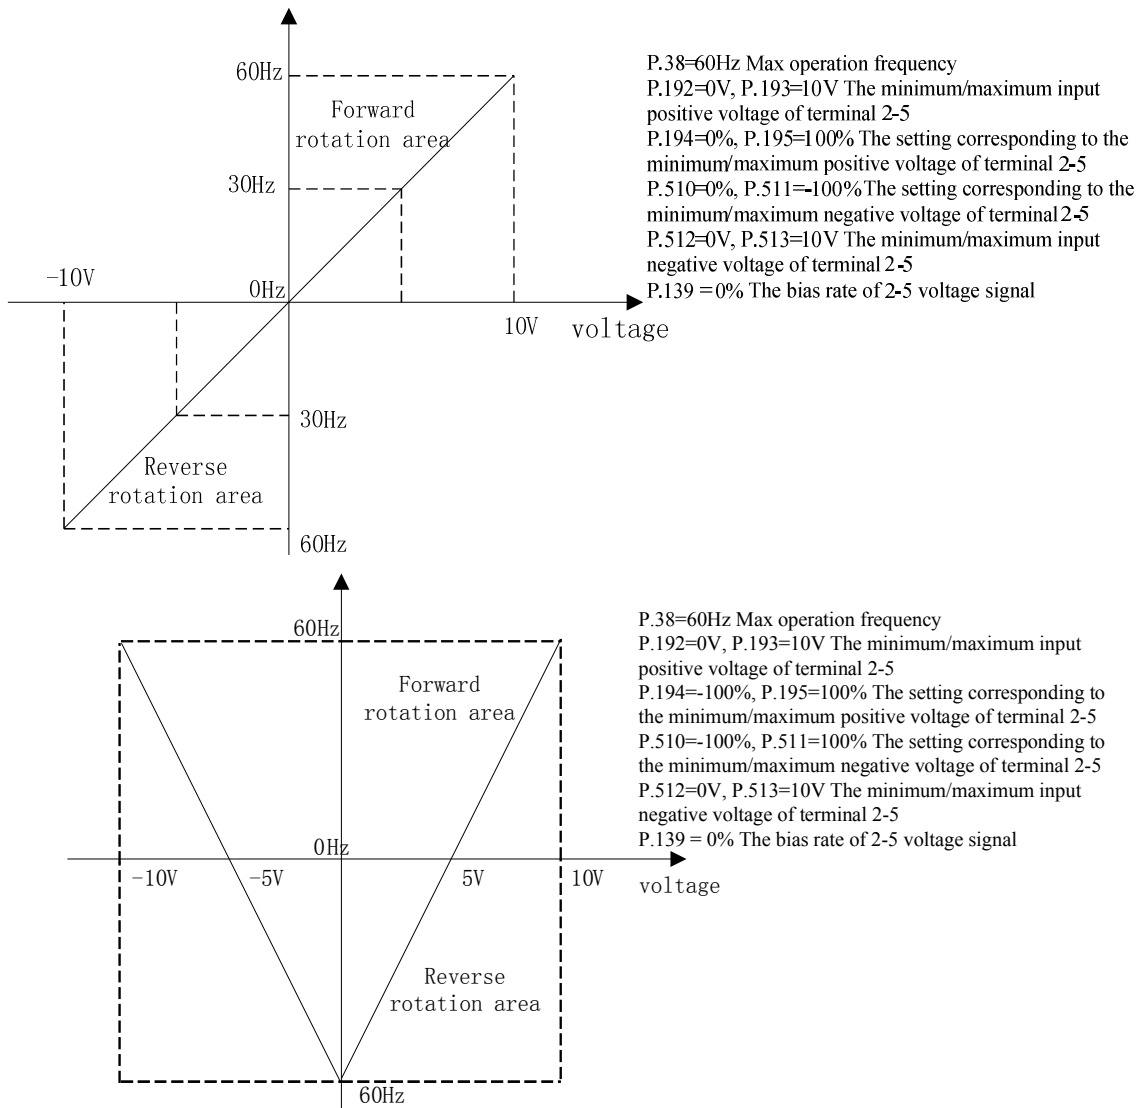 60Hz
Forward
rotation area
30Hz
-10V
0Hz
10V
voltage
30Hz
Reverse
rotation area
60Hz
P.38=60Hz Max operation frequency
P.192=0V, P.193=10V The minimum/maximum input
positive voltage of terminal 2-5
P.194=0%, P.195=100% The setting corresponding to the
minimum/maximum positive voltage of terminal 2-5
P.510=0%, P.511=-100% The setting corresponding to the
minimum/maximum negative voltage of terminal 2-5
P.512=0V, P.513=10V The minimum/maximum input
negative voltage of terminal 2-5
P.139 = 0% The bias rate of 2-5 voltage signal
60Hz
Forward
rotation area
0Hz
-10V
-5V
5V
10V
voltage
Reverse
rotation area
60Hz
P.38=60Hz Max operation frequency
P.192=0V, P.193=10V The minimum/maximum input
positive voltage of terminal 2-5
P.194=-100%, P.195=100% The setting corresponding to
the minimum/maximum positive voltage of terminal 2-5
P.510=-100%, P.511=100% The setting corresponding to
the minimum/maximum negative voltage of terminal 2-5
P.512=0V, P.513=10V The minimum/maximum input
negative voltage of terminal 2-5
P.139 = 0% The bias rate of 2-5 voltage signal